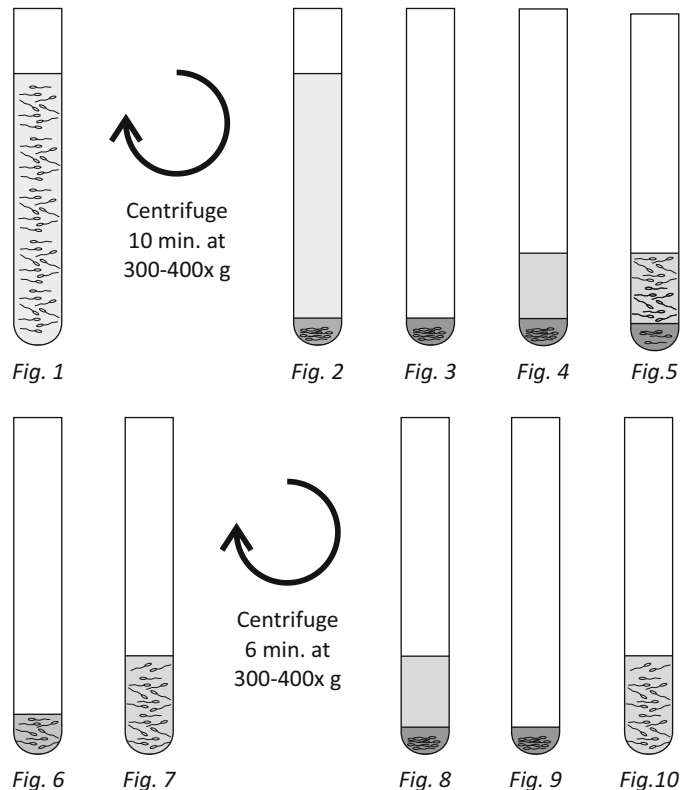 Centrifuge
10 min. at
300-400x g
Fig. 1
Fig. 2
Fig. 3
Fig. 4
Fig.5
Centrifuge
6 min. at
300-400x g
Fig. 6
Fig. 7
Fig. 8
Fig. 9
Fig.10